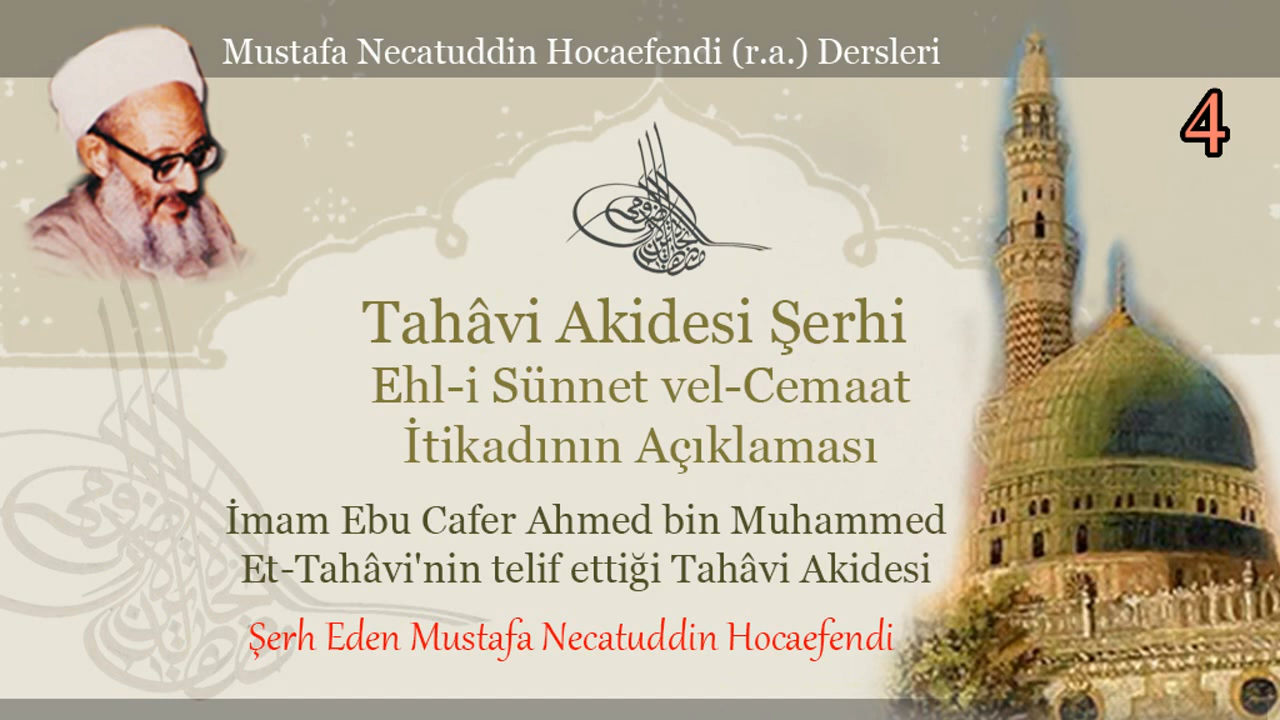 Mustafa Necatuddin Hocaefendi (r.a.) Dersleri
4
Tahâvi Akidesi Şerhi
Ehl-i Sünnet vel-Cemaat
İtikadının Açıklaması
İmam Ebu Cafer Ahmed bin Muhammed
Et-Tahâvi'nin telif ettiği Tahâvi Akidesi
Şerh Eden Mustafa Necatuddin Hocaefendi